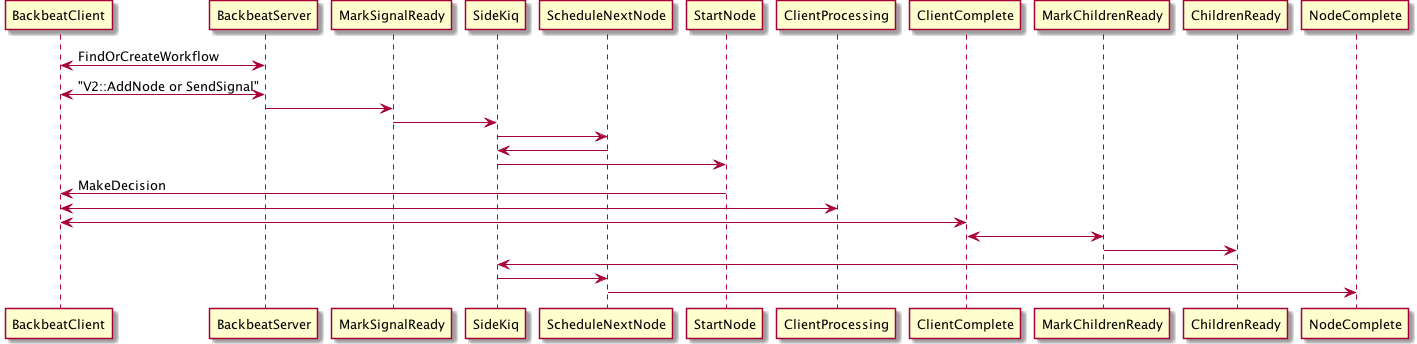 BackbeatClient
BackbeatServer
MarkSignalReady
SideKiq
ScheduleNextNode
StartNode
ClientProcessing
ClientComplete
MarkChildrenReady
ChildrenReady
NodeComplete
FindOrCreateWorkflow
"V2::AddNode or SendSignal"
MakeDecision
BackbeatClient
BackbeatServer
MarkSignalReady
SideKiq
ScheduleNextNode
StartNode
ClientProcessing
ClientComplete
MarkChildrenReady
ChildrenReady
NodeComplete